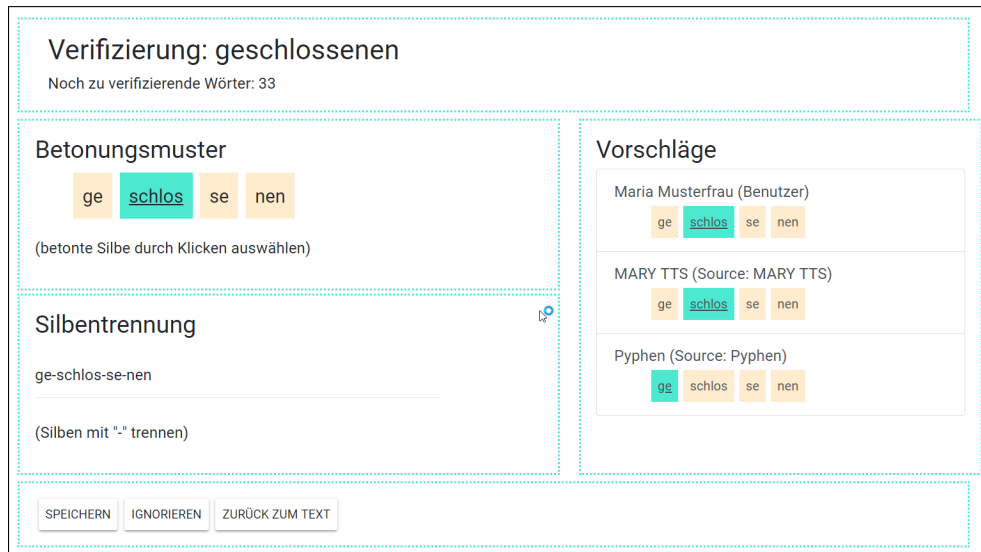 Verifizierung: geschlossenen
Noch zu verifizierende Wörter: 33
Betonungsmuster
ge schlos se nen
(betonte Silbe durch Klicken auswählen)
Silbentrennung
ge-schlos-se-nen
(Silben mit "-" trennen)
Vorschläge
Maria Musterfrau (Benutzer)
ge schlos se nen
MARY TTS (Source: MARY TTS)
ge schlos se nen
Pyphen (Source: Pyphen)
ge schlos se nen
SPEICHERN IGNORIEREN ZURÜCK ZUM TEXT